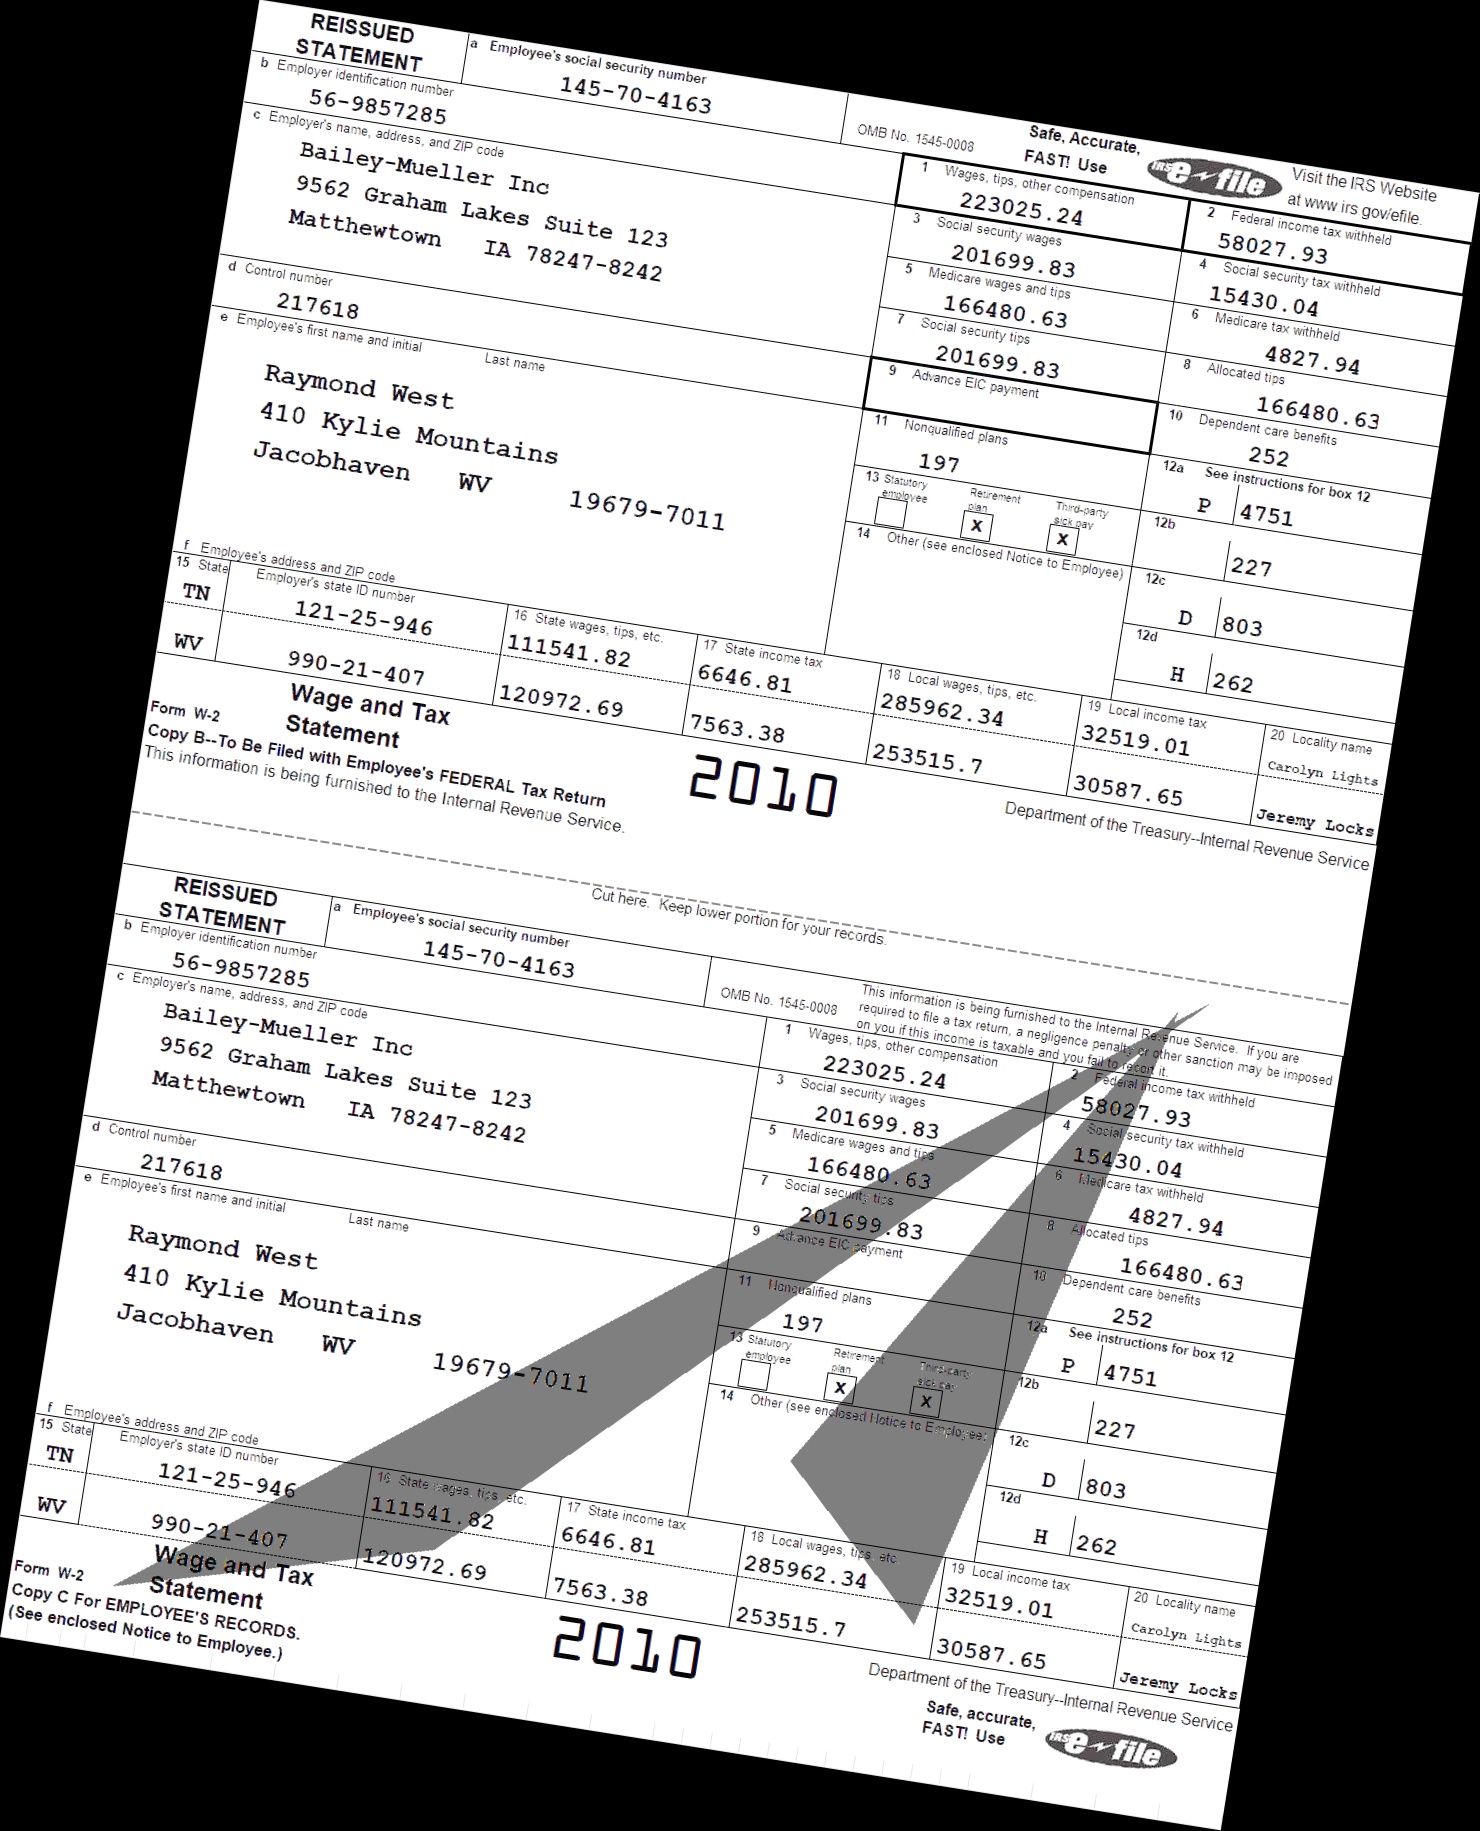 REISSUED
STATEMENT
a Employee's social security number
145-70-4163
OMB No. 1545-0008
Safe, Accurate,
FAST! Use
IRS e-file
Visit the IRS Website
at www.irs.gov/efile.
b Employer identification number
56-9857285
c Employer's name, address, and ZIP code
Bailey-Mueller Inc
9562 Graham Lakes Suite 123
Matthewtown IA 78247-8242
1 Wages, tips, other compensation
223025.24
2 Federal income tax withheld
58027.93
3 Social security wages
201699.83
4 Social security tax withheld
15430.04
5 Medicare wages and tips
166480.63
6 Medicare tax withheld
4827.94
d Control number
217618
7 Social security tips
201699.83
8 Allocated tips
166480.63
e Employee's first name and initial Last name
Raymond West
410 Kylie Mountains
Jacobhaven WV 19679-7011
9 Advance EIC payment
10 Dependent care benefits
252
11 Nonqualified plans
197
12a See instructions for box 12
P 4751
13 Statutory employee
Retirement plan
X
Third-party sick pay
X
12b
227
14 Other (see enclosed Notice to Employee)
12c
D 803
12d
H 262
f Employee's address and ZIP code
15 State Employer's state ID number
TN 121-25-946
WV 990-21-407
16 State wages, tips, etc.
111541.82
120972.69
17 State income tax
6646.81
7563.38
18 Local wages, tips, etc.
285962.34
253515.7
19 Local income tax
32519.01
30587.65
20 Locality name
Carolyn Lights
Jeremy Locks
Form W-2
Wage and Tax
Statement
2010
Copy B--To Be Filed with Employee's FEDERAL Tax Return
This information is being furnished to the Internal Revenue Service.
Department of the Treasury--Internal Revenue Service
Cut here. Keep lower portion for your records.
REISSUED
STATEMENT
a Employee's social security number
145-70-4163
OMB No. 1545-0008
This information is being furnished to the Internal Revenue Service. If you are
required to file a tax return, a negligence penalty or other sanction may be imposed
on you if this income is taxable and you fail to report it.
b Employer identification number
56-9857285
c Employer's name, address, and ZIP code
Bailey-Mueller Inc
9562 Graham Lakes Suite 123
Matthewtown IA 78247-8242
1 Wages, tips, other compensation
223025.24
2 Federal income tax withheld
58027.93
3 Social security wages
201699.83
4 Social security tax withheld
15430.04
5 Medicare wages and tips
166480.63
6 Medicare tax withheld
4827.94
d Control number
217618
7 Social security tips
201699.83
8 Allocated tips
166480.63
e Employee's first name and initial Last name
Raymond West
410 Kylie Mountains
Jacobhaven WV 19679-7011
9 Advance EIC payment
10 Dependent care benefits
252
11 Nonqualified plans
197
12a See instructions for box 12
P 4751
13 Statutory employee
Retirement plan
X
Third-party sick pay
X
12b
227
14 Other (see enclosed Notice to Employee)
12c
D 803
12d
H 262
f Employee's address and ZIP code
15 State Employer's state ID number
TN 121-25-946
WV 990-21-407
16 State wages, tips, etc.
111541.82
120972.69
17 State income tax
6646.81
7563.38
18 Local wages, tips, etc.
285962.34
253515.7
19 Local income tax
32519.01
30587.65
20 Locality name
Carolyn Lights
Jeremy Locks
Form W-2
Wage and Tax
Statement
2010
Copy C For EMPLOYEE'S RECORDS.
(See enclosed Notice to Employee.)
Department of the Treasury--Internal Revenue Service
Safe, accurate,
FAST! Use
IRS e-file